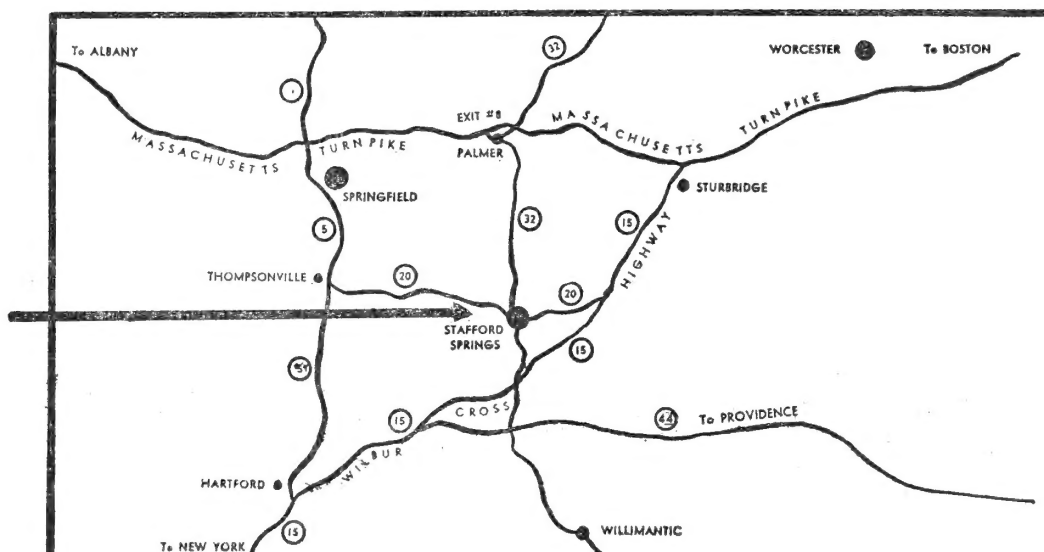 To ALBANY
32
WORCESTER
To BOSTON
EXIT #8
MASSACHUSETTS TURNPIKE
MASSACHUSETTS TURNPIKE
PALMER
SPRINGFIELD
STURBRIDGE
5
32
15
HIGHWAY
THOMPSONVILLE
20
20
STAFFORD
SPRINGS
15
CROSS
15
44
To PROVIDENCE
WILBUR
HARTFORD
15
WILLIMANTIC
To NEW YORK